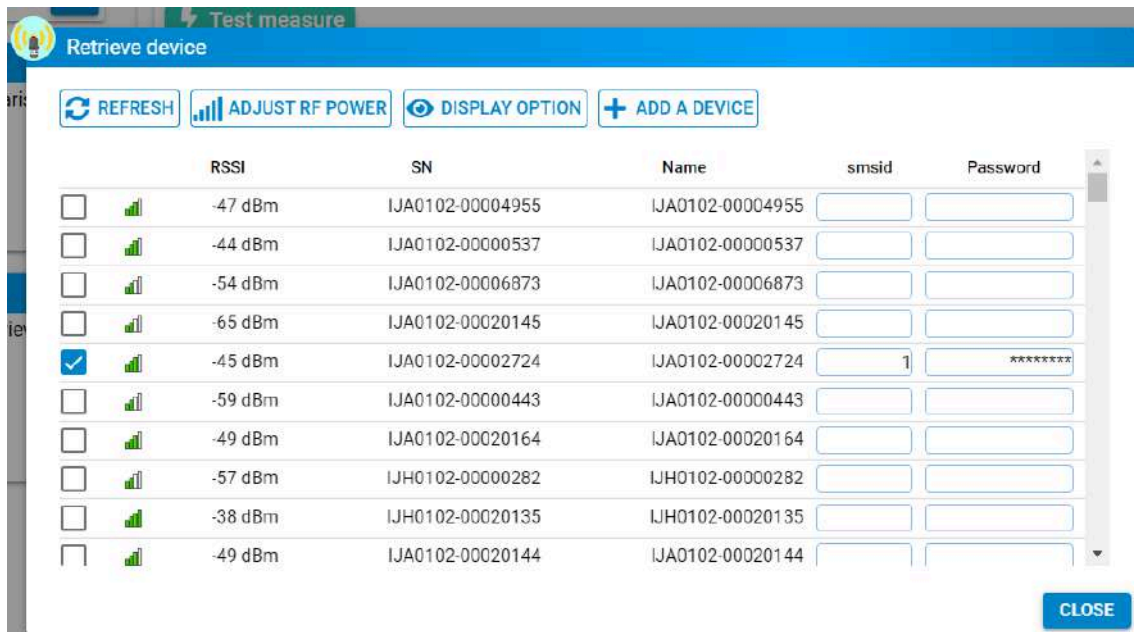 Test measure
Retrieve device
REFRESH ADJUST RF POWER DISPLAY OPTION ADD A DEVICE
RSSI SN Name smsid Password
-47 dBm IJA0102-00004955 IJA0102-00004955
-44 dBm IJA0102-00000537 IJA0102-00000537
-54 dBm IJA0102-00006873 IJA0102-00006873
-65 dBm IJA0102-00020145 IJA0102-00020145
-45 dBm IJA0102-00002724 IJA0102-00002724 1 ********
-59 dBm IJA0102-00000443 IJA0102-00000443
-49 dBm IJA0102-00020164 IJA0102-00020164
-57 dBm IJH0102-00000282 IJH0102-00000282
-38 dBm IJH0102-00020135 IJH0102-00020135
-49 dBm IJA0102-00020144 IJA0102-00020144
CLOSE